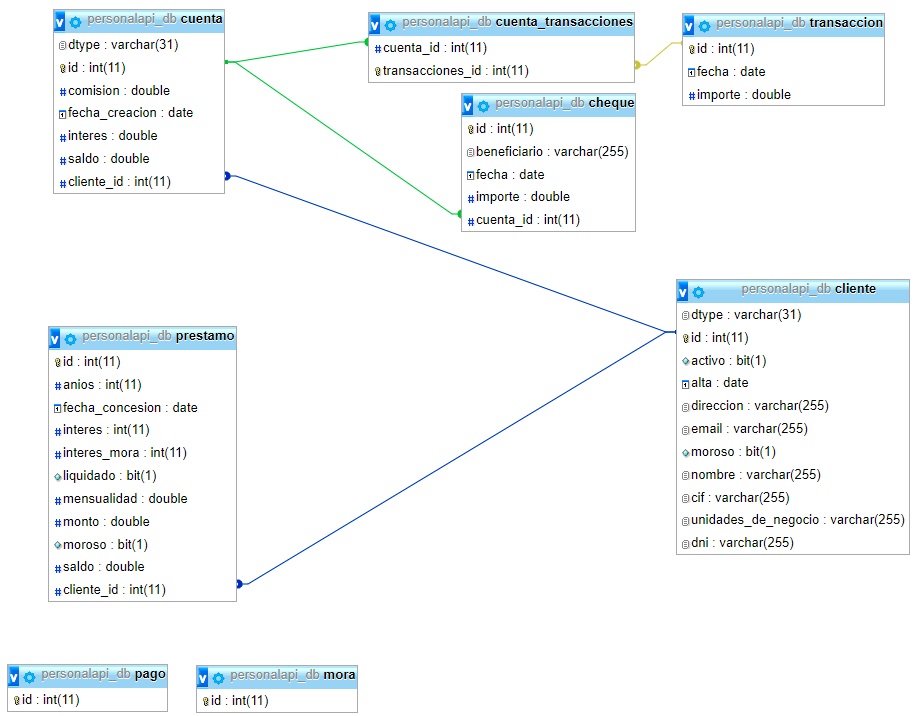 personalapi_db cuenta
dtype : varchar(31)
id : int(11)
comision : double
fecha_creacion : date
interes : double
saldo : double
cliente_id : int(11)
personalapi_db cuenta_transacciones
cuenta_id : int(11)
transacciones_id : int(11)
personalapi_db transaccion
id : int(11)
fecha : date
importe : double
personalapi_db cheque
id : int(11)
beneficiario : varchar(255)
fecha : date
importe : double
cuenta_id : int(11)
personalapi_db cliente
dtype : varchar(31)
id : int(11)
activo : bit(1)
alta : date
direccion : varchar(255)
email : varchar(255)
moroso : bit(1)
nombre : varchar(255)
cif : varchar(255)
unidades_de_negocio : varchar(255)
dni : varchar(255)
personalapi_db prestamo
id : int(11)
anios : int(11)
fecha_concesion : date
interes : int(11)
interes_mora : int(11)
liquidado : bit(1)
mensualidad : double
monto : double
moroso : bit(1)
saldo : double
cliente_id : int(11)
personalapi_db pago
id : int(11)
personalapi_db mora
id : int(11)